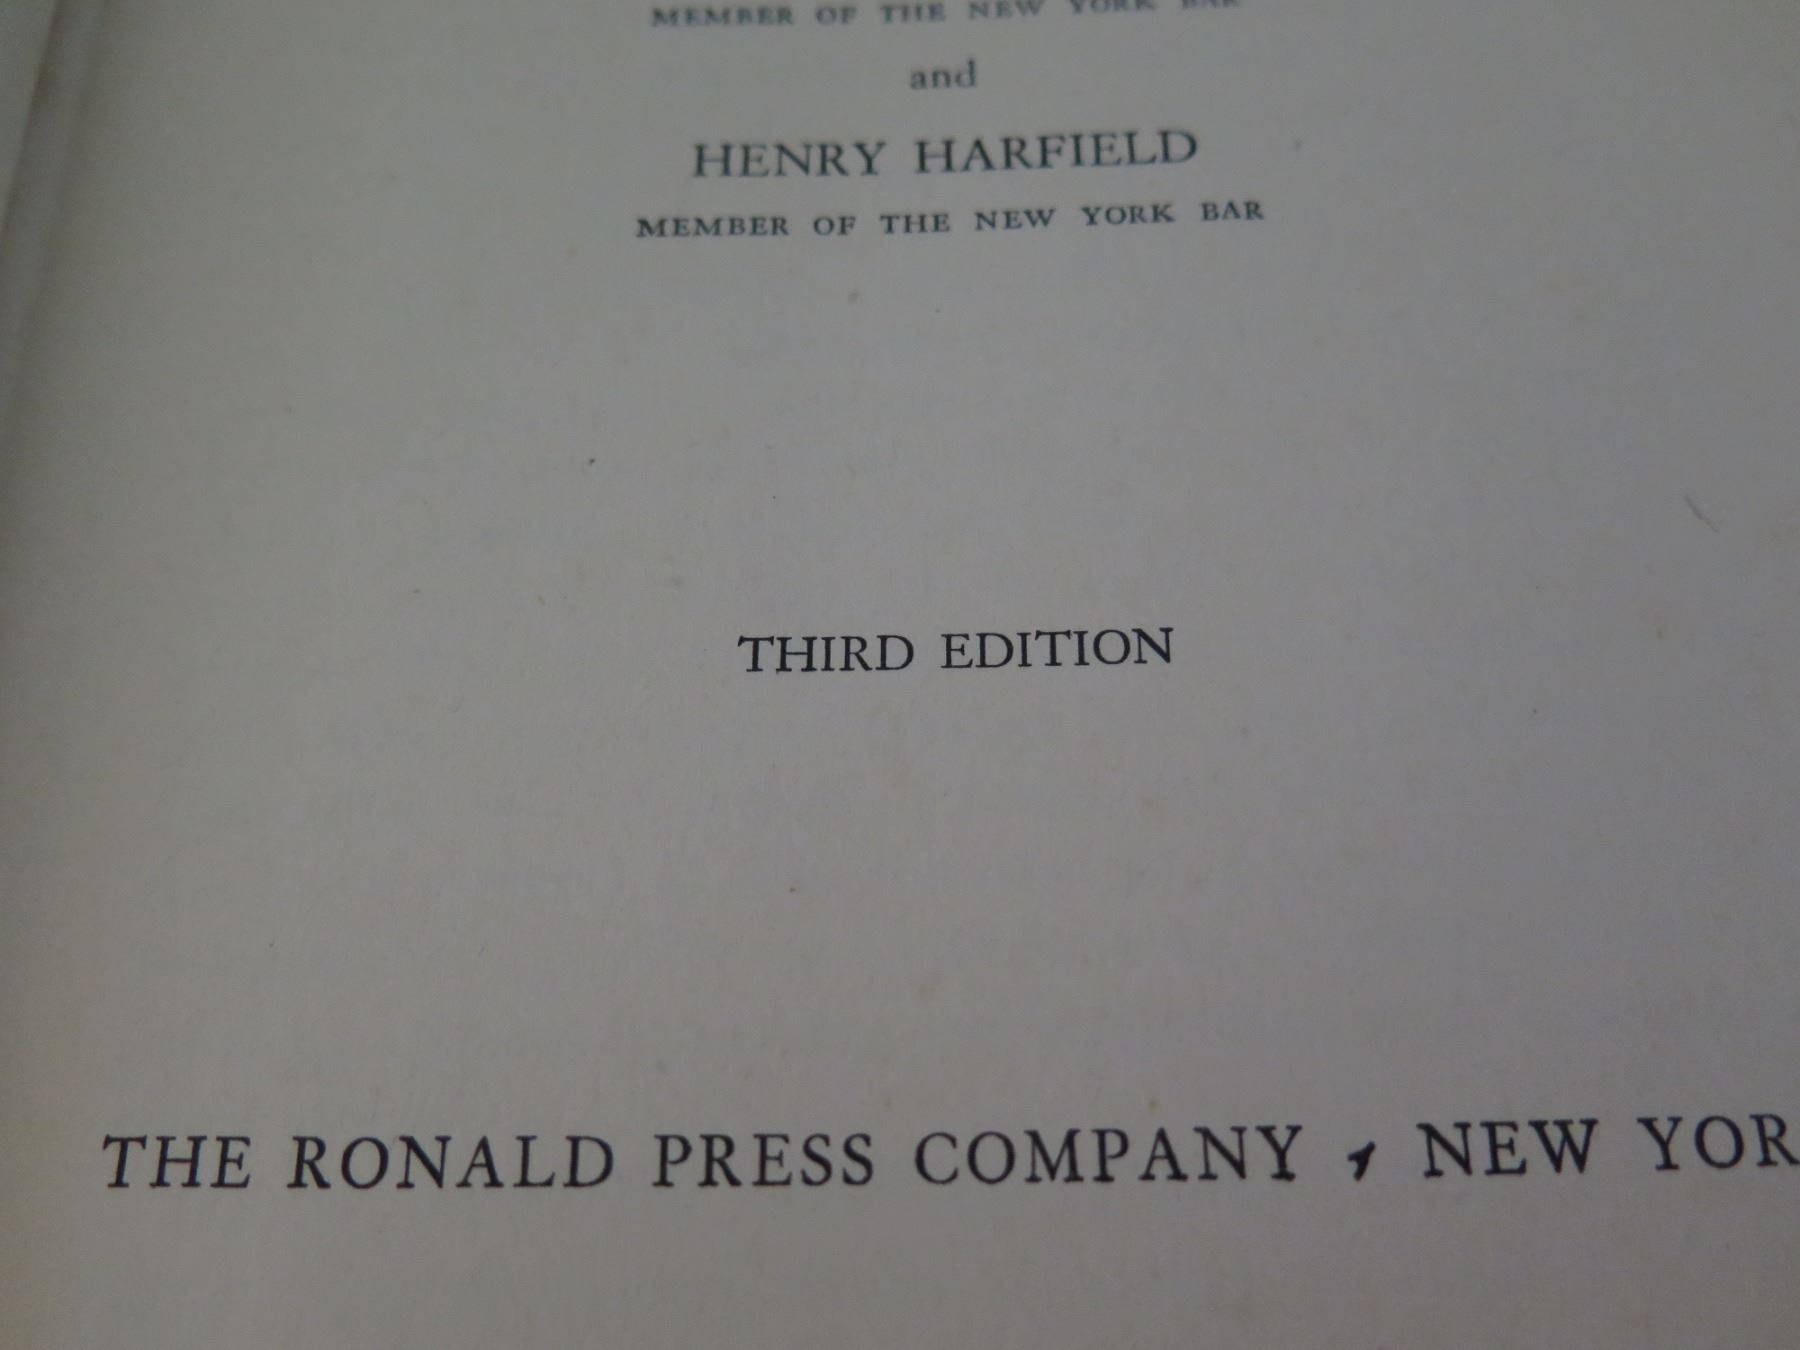 MEMBER OF THE NEW YORK BAR
and
HENRY HARFIELD
MEMBER OF THE NEW YORK BAR
THIRD EDITION
THE RONALD PRESS COMPANY , NEW YOR